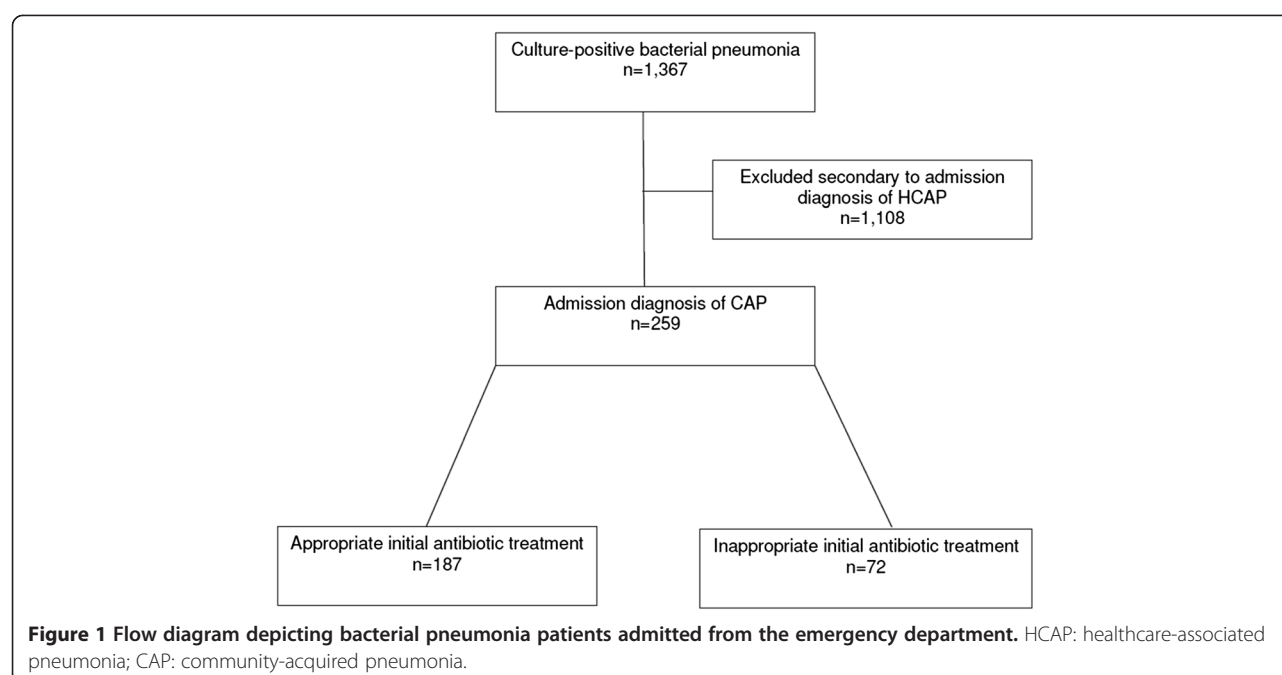 Culture-positive bacterial pneumonia
n=1,367
Excluded secondary to admission
diagnosis of HCAP
n=1,108
Admission diagnosis of CAP
n=259
Appropriate initial antibiotic treatment
n=187
Inappropriate initial antibiotic treatment
n=72
Figure 1 Flow diagram depicting bacterial pneumonia patients admitted from the emergency department. HCAP: healthcare-associated
pneumonia; CAP: community-acquired pneumonia.